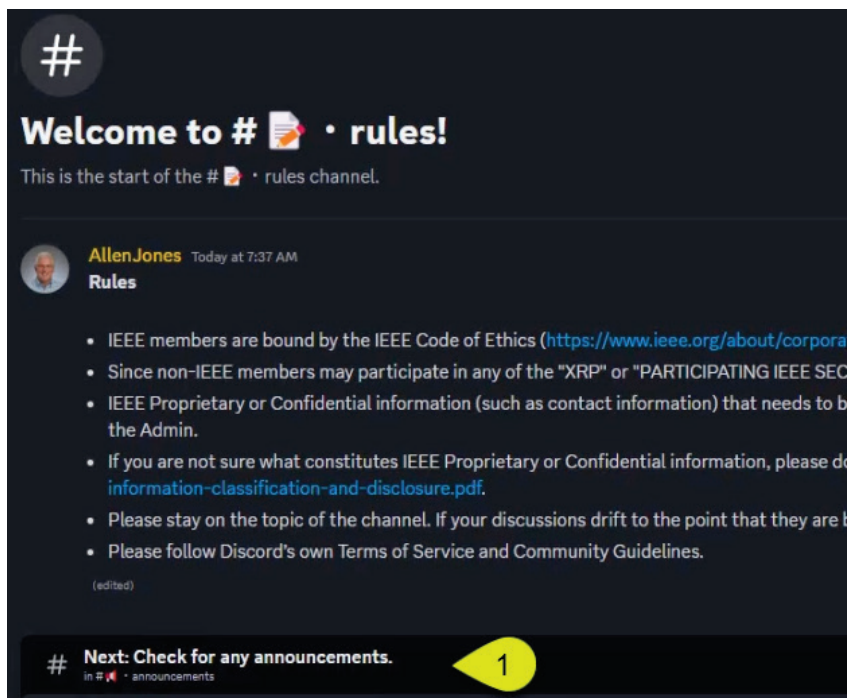 #
Welcome to # 📝・rules!
This is the start of the # 📝・rules channel.
AllenJones Today at 7:37 AM
Rules
• IEEE members are bound by the IEEE Code of Ethics (https://www.ieee.org/about/corpora
• Since non-IEEE members may participate in any of the "XRP" or "PARTICIPATING IEEE SEC
• IEEE Proprietary or Confidential information (such as contact information) that needs to b
the Admin.
• If you are not sure what constitutes IEEE Proprietary or Confidential information, please do
information-classification-and-disclosure.pdf.
• Please stay on the topic of the channel. If your discussions drift to the point that they are b
• Please follow Discord's own Terms of Service and Community Guidelines.
(edited)
# Next: Check for any announcements. 1
in # 📢・announcements